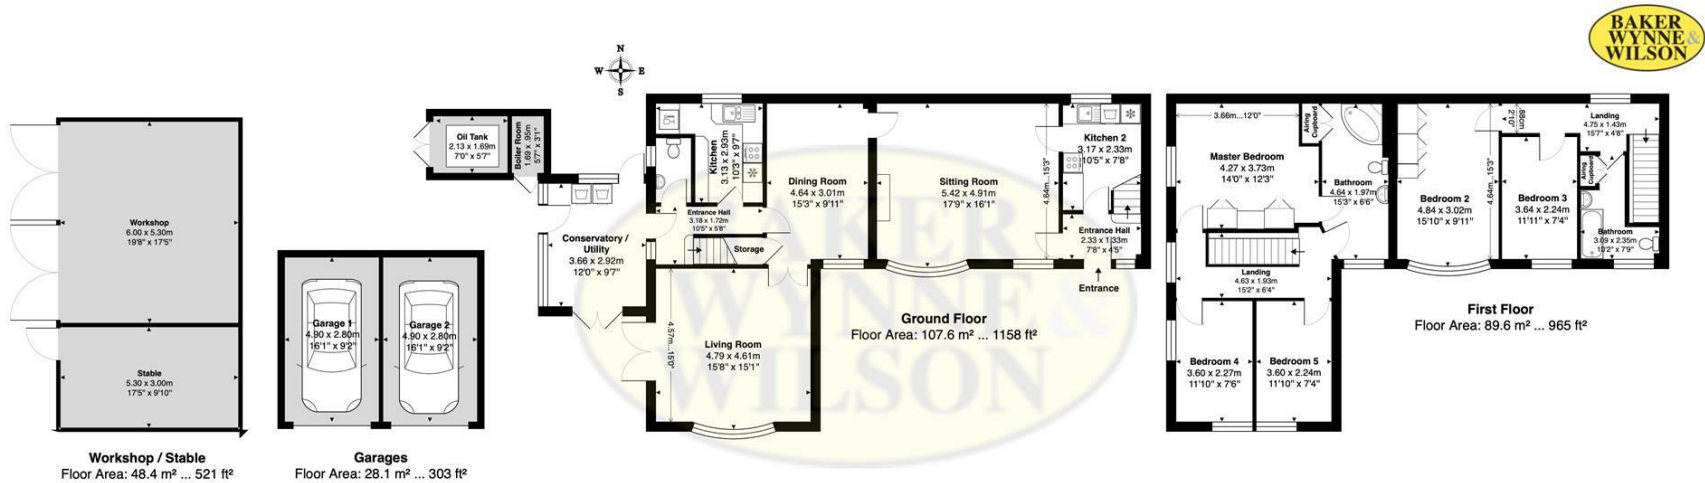 BAKER
WYNNE &
WILSON
N
W E
S
Workshop
6.00 x 5.30m
19'8" x 17'5"
Stable
5.30 x 3.00m
17'5" x 9'10"
Workshop / Stable
Floor Area: 48.4 m² ... 521 ft²
Garage 1
4.90 x 2.80m
16'1" x 9'2"
Garage 2
4.90 x 2.80m
16'1" x 9'2"
Garages
Floor Area: 28.1 m² ... 303 ft²
Oil Tank
2.13 x 1.69m
7'0" x 5'7"
Boiler Room
1.69 x .95m
5'7" x 3'1"
Conservatory /
Utility
3.66 x 2.92m
12'0" x 9'7"
Kitchen
3.13 x 2.93m
10'3" x 9'7"
Entrance Hall
3.18 x 1.72m
10'5" x 5'8"
Storage
Dining Room
4.64 x 3.01m
15'3" x 9'11"
Living Room
4.79 x 4.61m
15'8" x 15'1"
4.57m...15'0"
Sitting Room
5.42 x 4.91m
17'9" x 16'1"
4.64m...15'3"
Kitchen 2
3.17 x 2.33m
10'5" x 7'8"
Entrance Hall
2.33 x 1.33m
7'8" x 4'5"
Entrance
Ground Floor
Floor Area: 107.6 m² ... 1158 ft²
BAKER
WYNNE &
WILSON
3.66m...12'0"
Master Bedroom
4.27 x 3.73m
14'0" x 12'3"
Airing
Cupboard
Bathroom
4.64 x 1.97m
15'3" x 6'6"
Landing
4.63 x 1.93m
15'2" x 6'4"
Bedroom 4
3.60 x 2.27m
11'10" x 7'6"
Bedroom 5
3.60 x 2.24m
11'10" x 7'4"
Bedroom 2
4.84 x 3.02m
15'10" x 9'11"
4.64m...15'3"
.88cm
2'10"
Bedroom 3
3.64 x 2.24m
11'11" x 7'4"
Landing
4.75 x 1.43m
15'7" x 4'8"
Airing
Cupboard
Bathroom
3.09 x 2.35m
10'2" x 7'9"
First Floor
Floor Area: 89.6 m² ... 965 ft²